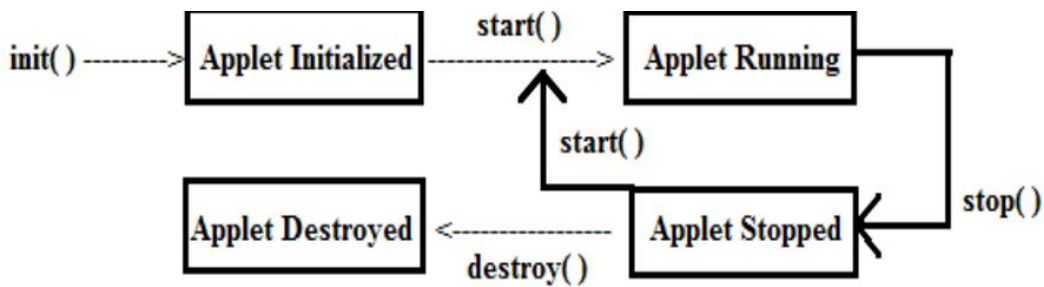 start( )
init( ) Applet Initialized Applet Running
start( )
stop( )
Applet Destroyed Applet Stopped
destroy( )